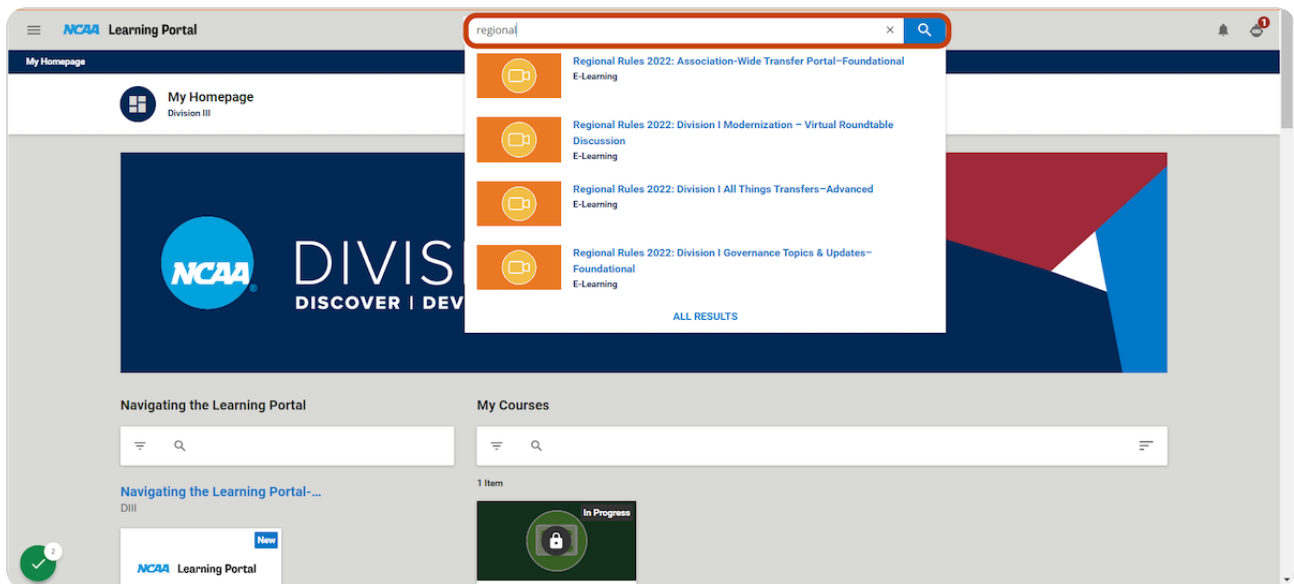 NCAA Learning Portal
regional
1
My Homepage
My Homepage
Division III
Regional Rules 2022: Association-Wide Transfer Portal–Foundational
E-Learning
Regional Rules 2022: Division I Modernization – Virtual Roundtable
Discussion
E-Learning
Regional Rules 2022: Division I All Things Transfers–Advanced
E-Learning
Regional Rules 2022: Division I Governance Topics & Updates–
Foundational
E-Learning
ALL RESULTS
NCAA®
DIVIS
DISCOVER | DEV
Navigating the Learning Portal
My Courses
Navigating the Learning Portal-...
DIII
1 Item
New
In Progress
NCAA Learning Portal
2